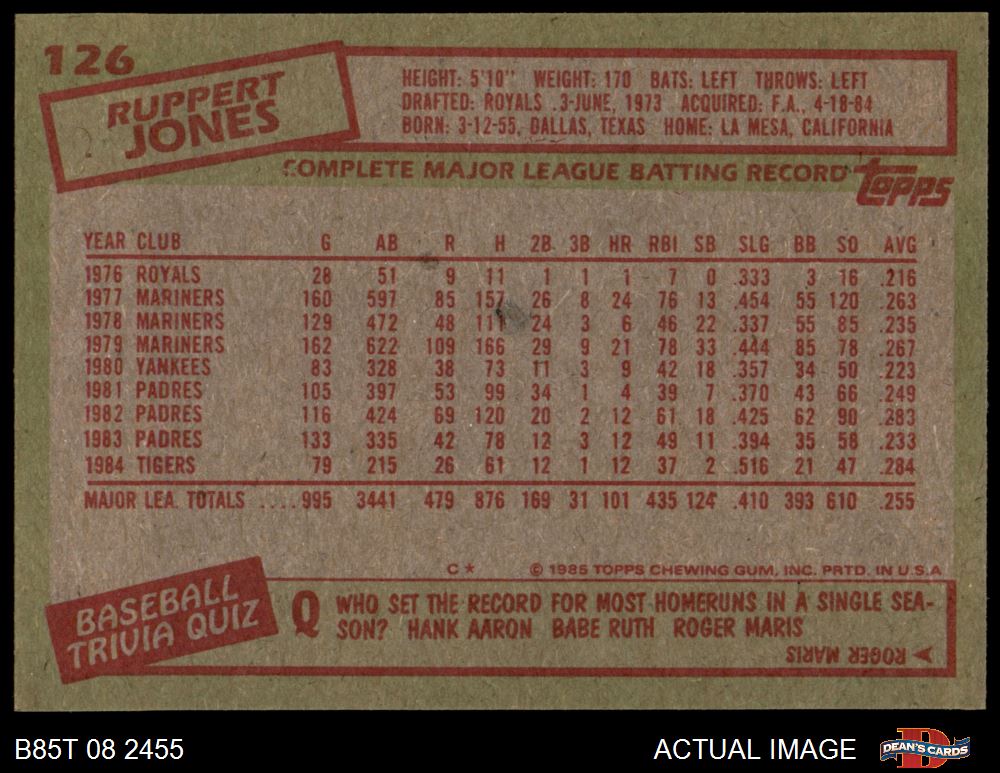 126
RUPPERT
JONES
HEIGHT: 5'10" WEIGHT: 170 BATS: LEFT THROWS: LEFT
DRAFTED: ROYALS .3-JUNE, 1973 ACQUIRED: F.A., 4-18-84
BORN: 3-12-55, DALLAS, TEXAS HOME: LA MESA, CALIFORNIA
COMPLETE MAJOR LEAGUE BATTING RECORD topps
YEAR CLUB G AB R H 2B 3B HR RBI SB SLG BB SO AVG
1976 ROYALS 28 51 9 11 1 1 1 7 0 .333 3 16 .216
1977 MARINERS 160 597 85 157 26 8 24 76 13 .454 55 120 .263
1978 MARINERS 129 472 48 111 24 3 6 46 22 .337 55 85 .235
1979 MARINERS 162 622 109 166 29 9 21 78 33 .444 85 78 .267
1980 YANKEES 83 328 38 73 11 3 9 42 18 .357 34 50 .223
1981 PADRES 105 397 53 99 34 1 4 39 7 .370 43 66 .249
1982 PADRES 116 424 69 120 20 2 12 61 18 .425 62 90 .283
1983 PADRES 133 335 42 78 12 3 12 49 11 .394 35 58 .233
1984 TIGERS 79 215 26 61 12 1 12 37 2 .516 21 47 .284
MAJOR LEA. TOTALS .... 995 3441 479 876 169 31 101 435 124 .410 393 610 .255
C * © 1985 TOPPS CHEWING GUM, INC. PRTD. IN U.S.A
BASEBALL
TRIVIA QUIZ
Q WHO SET THE RECORD FOR MOST HOMERUNS IN A SINGLE SEA-
SON? HANK AARON BABE RUTH ROGER MARIS
ROGER MARIS
B85T 08 2455 ACTUAL IMAGE DEAN'S CARDS